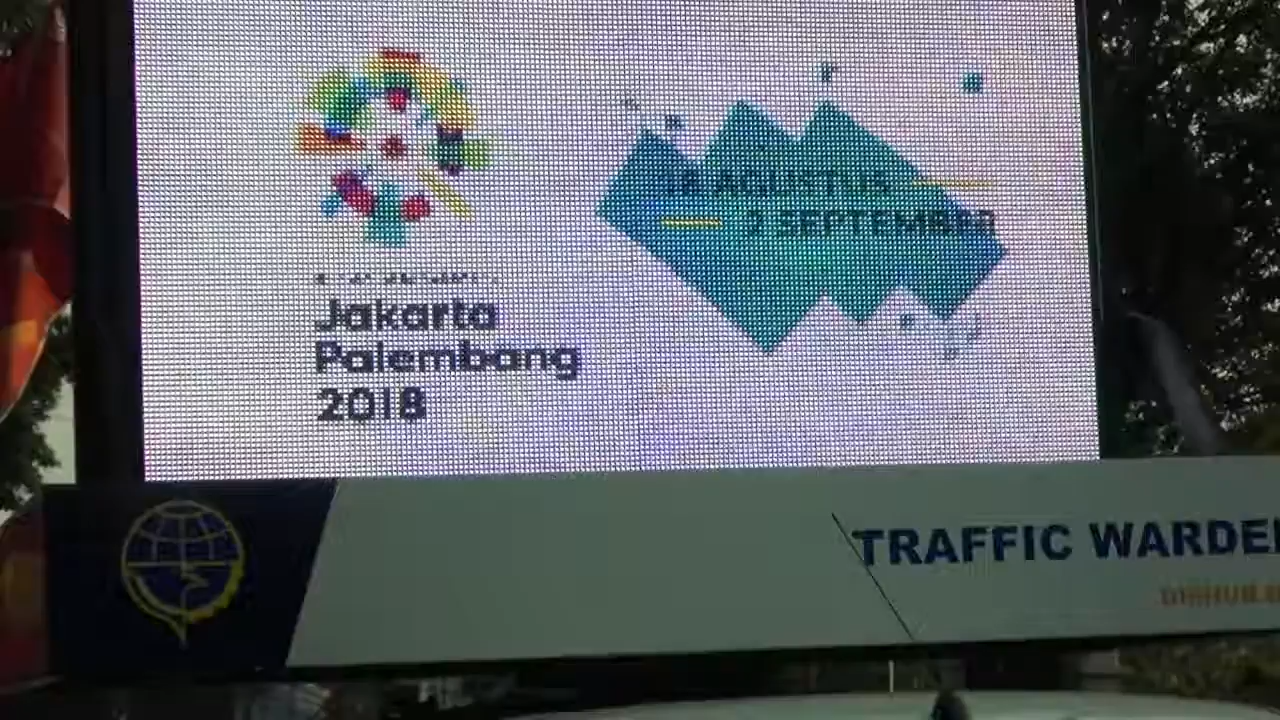 Jakarta
Palembang
2018
18 AGUSTUS
2 SEPTEMBER
TRAFFIC WARDE